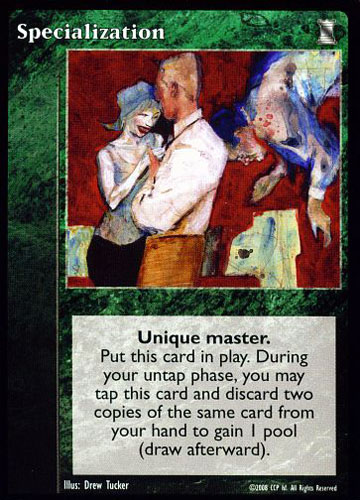 Specialization
Unique master.
Put this card in play. During
your untap phase, you may
tap this card and discard two
copies of the same card from
your hand to gain 1 pool
(draw afterward).
Illus: Drew Tucker
©2008 CCP hf. All Rights Reserved